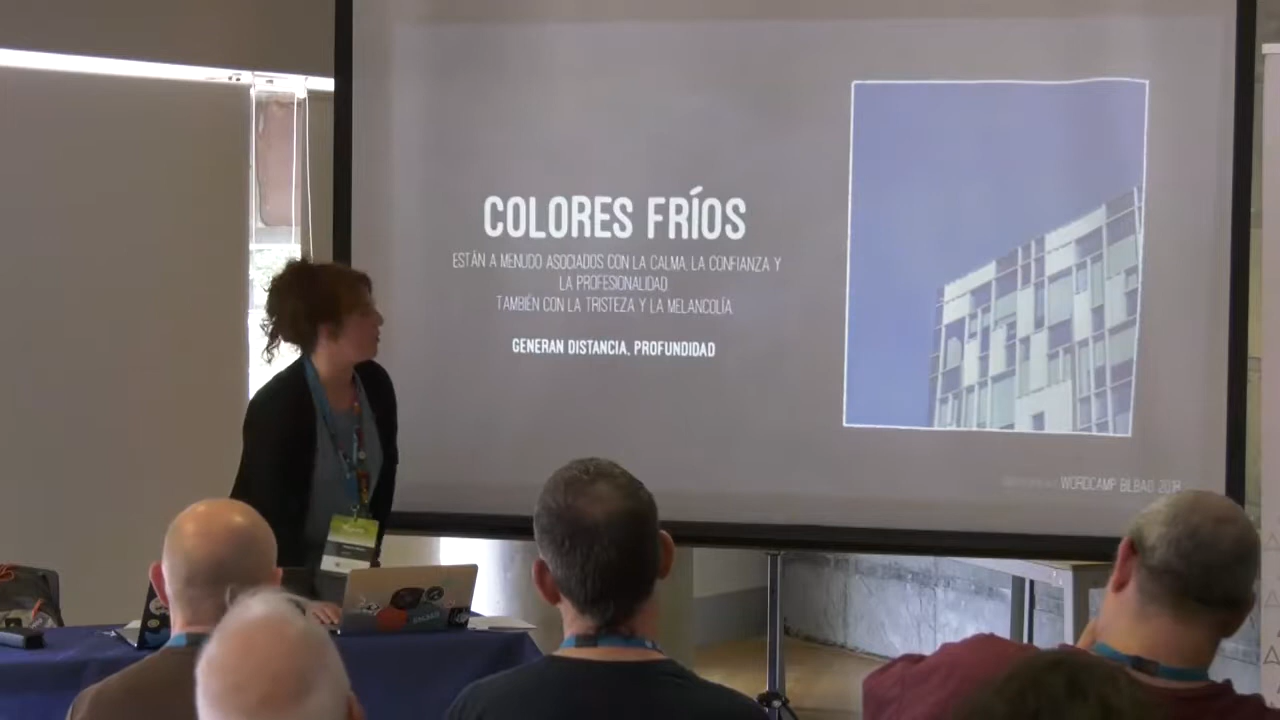 COLORES FRÍOS
ESTÁN A MENUDO ASOCIADOS CON LA CALMA, LA CONFIANZA Y
LA PROFESIONALIDAD
TAMBIÉN CON LA TRISTEZA Y LA MELANCOLÍA
GENERAN DISTANCIA, PROFUNDIDAD
WORDCAMP BILBAO 2018